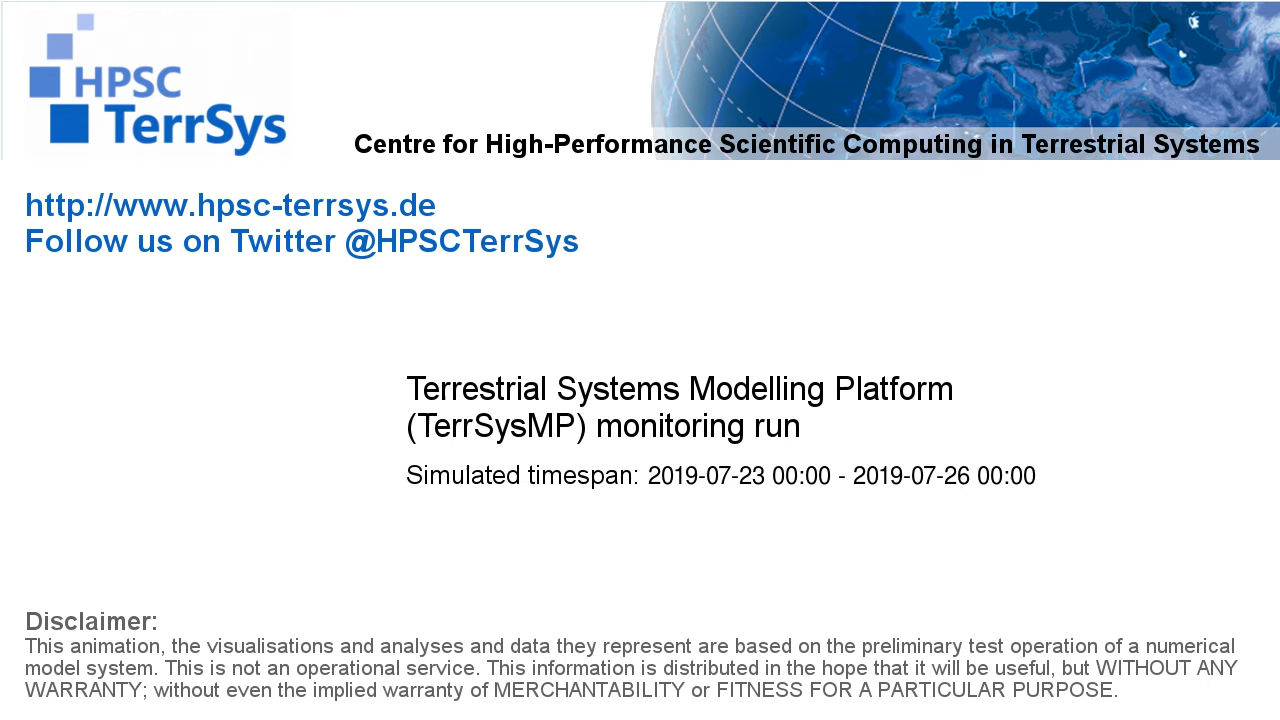 HPSC
TerrSys
Centre for High-Performance Scientific Computing in Terrestrial Systems
http://www.hpsc-terrsys.de
Follow us on Twitter @HPSCTerrSys
Terrestrial Systems Modelling Platform
(TerrSysMP) monitoring run
Simulated timespan: 2019-07-23 00:00 - 2019-07-26 00:00
Disclaimer:
This animation, the visualisations and analyses and data they represent are based on the preliminary test operation of a numerical
model system. This is not an operational service. This information is distributed in the hope that it will be useful, but WITHOUT ANY
WARRANTY; without even the implied warranty of MERCHANTABILITY or FITNESS FOR A PARTICULAR PURPOSE.